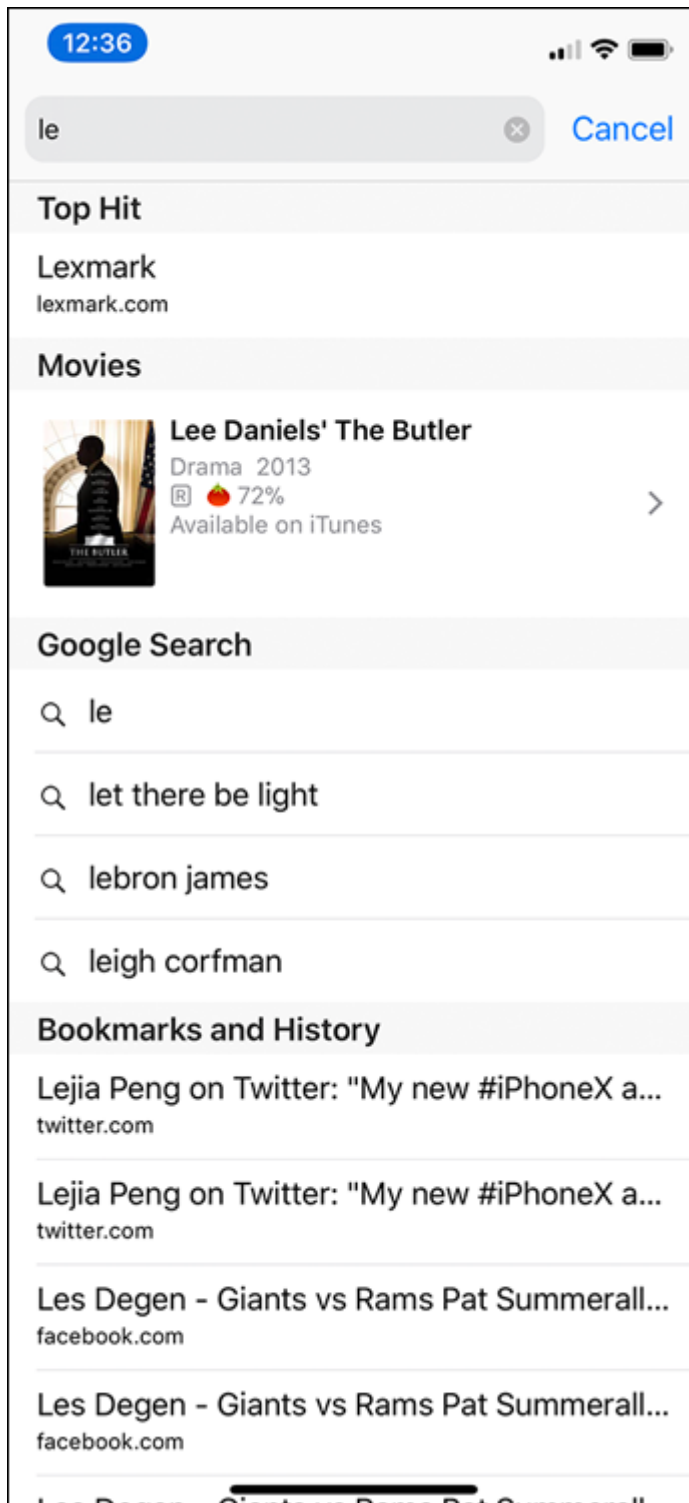 12:36
le
Cancel
Top Hit
Lexmark
lexmark.com
Movies
Lee Daniels' The Butler
Drama 2013
R 72%
Available on iTunes
THE BUTLER
Google Search
le
let there be light
lebron james
leigh corfman
Bookmarks and History
Lejia Peng on Twitter: "My new #iPhoneX a...
twitter.com
Lejia Peng on Twitter: "My new #iPhoneX a...
twitter.com
Les Degen - Giants vs Rams Pat Summerall...
facebook.com
Les Degen - Giants vs Rams Pat Summerall...
facebook.com